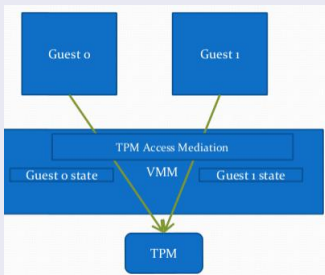 Guest 0
Guest 1
TPM Access Mediation
Guest 0 state
VMM
Guest 1 state
TPM